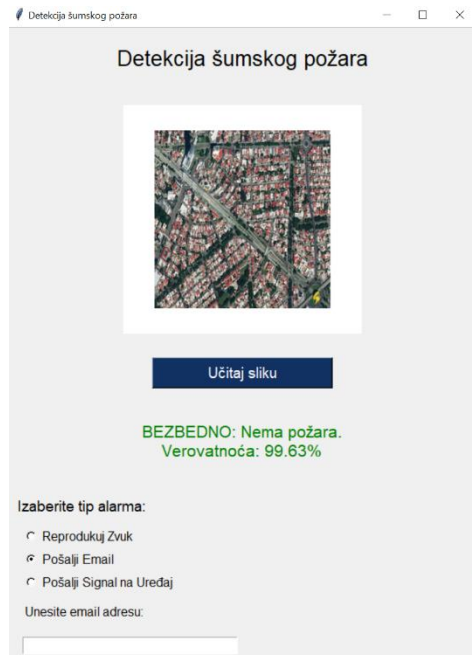 Detekcija šumskog požara
Detekcija šumskog požara
Učitaj sliku
BEZBEDNO: Nema požara.
Verovatnoća: 99.63%
Izaberite tip alarma:
Reprodukuj Zvuk
Pošalji Email
Pošalji Signal na Uređaj
Unesite email adresu: